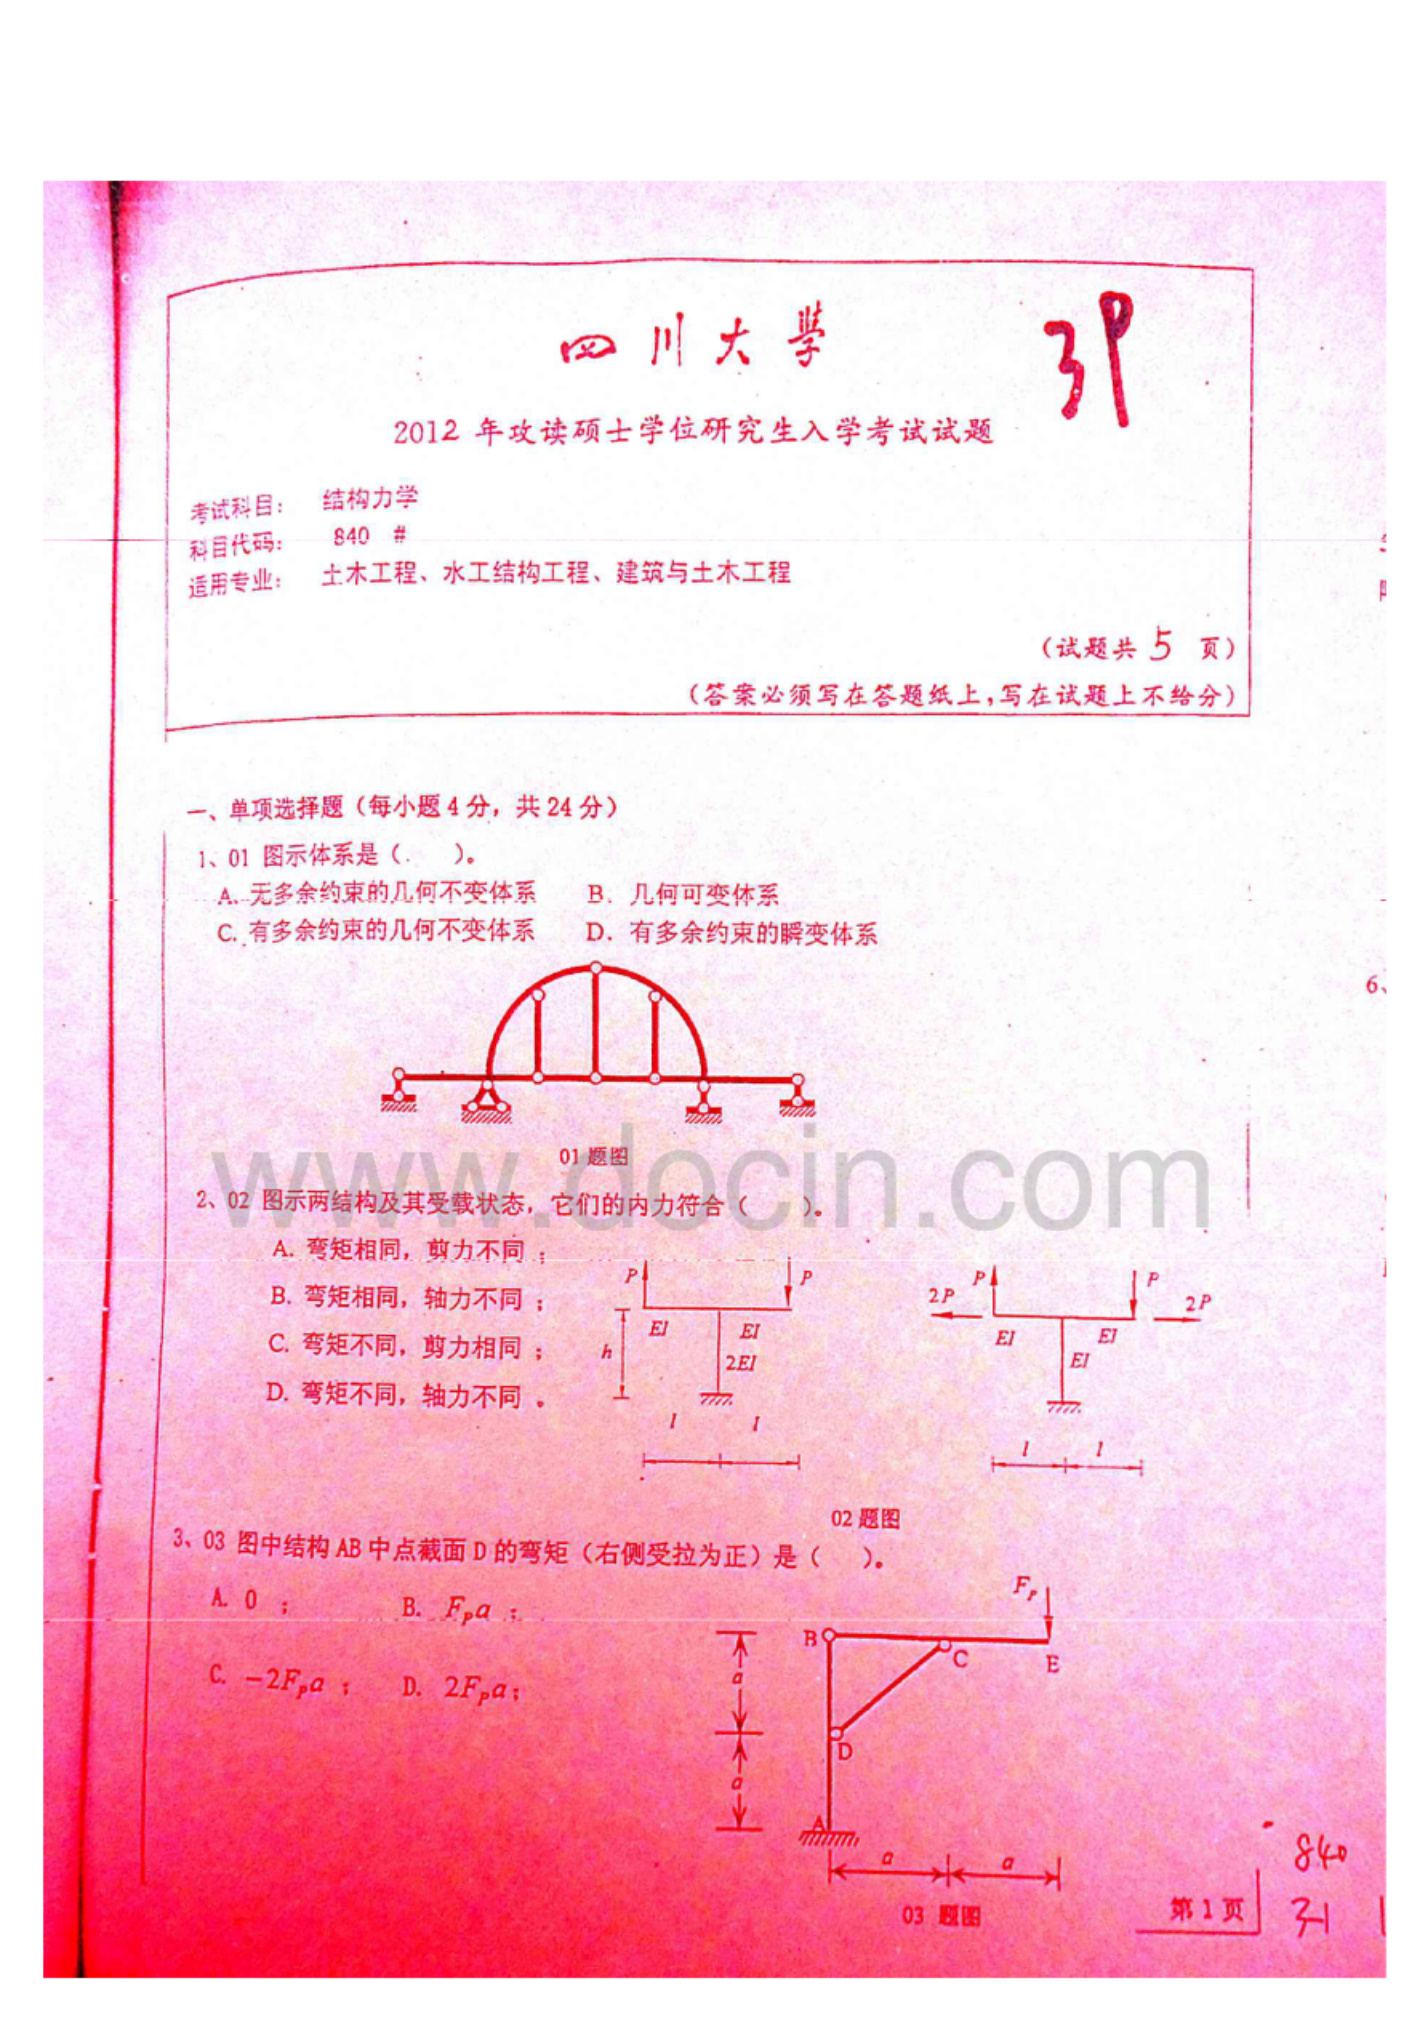 四川大學
31
2012 年攻读硕士学位研究生入学考试试题
考试科目： 结构力学
科目代码： 840 #
适用专业： 土木工程、水工结构工程、建筑与土木工程
（试题共 5 页）
（答案必须写在答题纸上，写在试题上不给分）
一、单项选择题（每小题 4 分，共 24 分）
1、01 图示体系是（ ）。
A. 无多余约束的几何不变体系 B. 几何可变体系
C. 有多余约束的几何不变体系 D. 有多余约束的瞬变体系
6、
01 题图
www.docin.com
2、02 图示两结构及其受载状态，它们的内力符合（ ）。
A. 弯矩相同，剪力不同；
B. 弯矩相同，轴力不同；
C. 弯矩不同，剪力相同；
D. 弯矩不同，轴力不同。
P P
EI EI
h 2EI
l l
2P P P 2P
EI EI
EI
l l
02 题图
3、03 图中结构 AB 中点截面 D 的弯矩（右侧受拉为正）是（ ）。
A. 0 ； B. F_P a ；
C. −2F_P a ； D. 2F_P a；
F_P
B C E
a
D
a
A
a a
03 题图
第 1 页
840
31